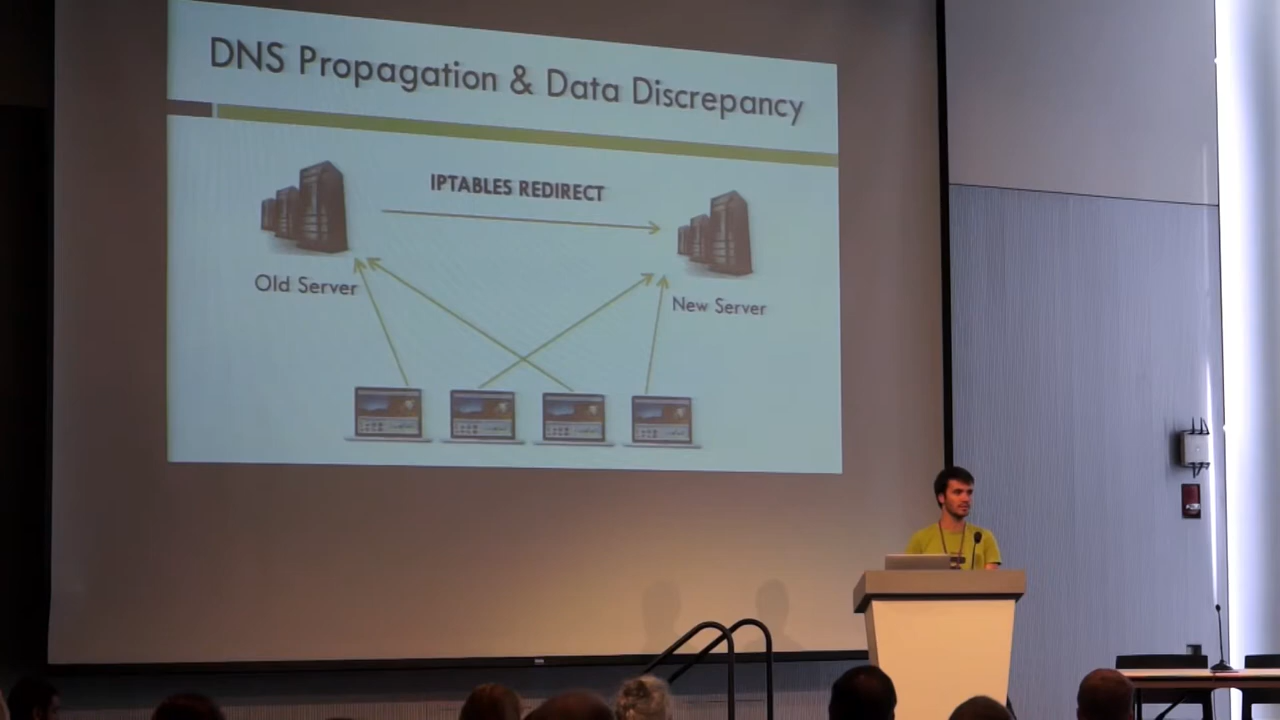 DNS Propagation & Data Discrepancy
IPTABLES REDIRECT
Old Server
New Server